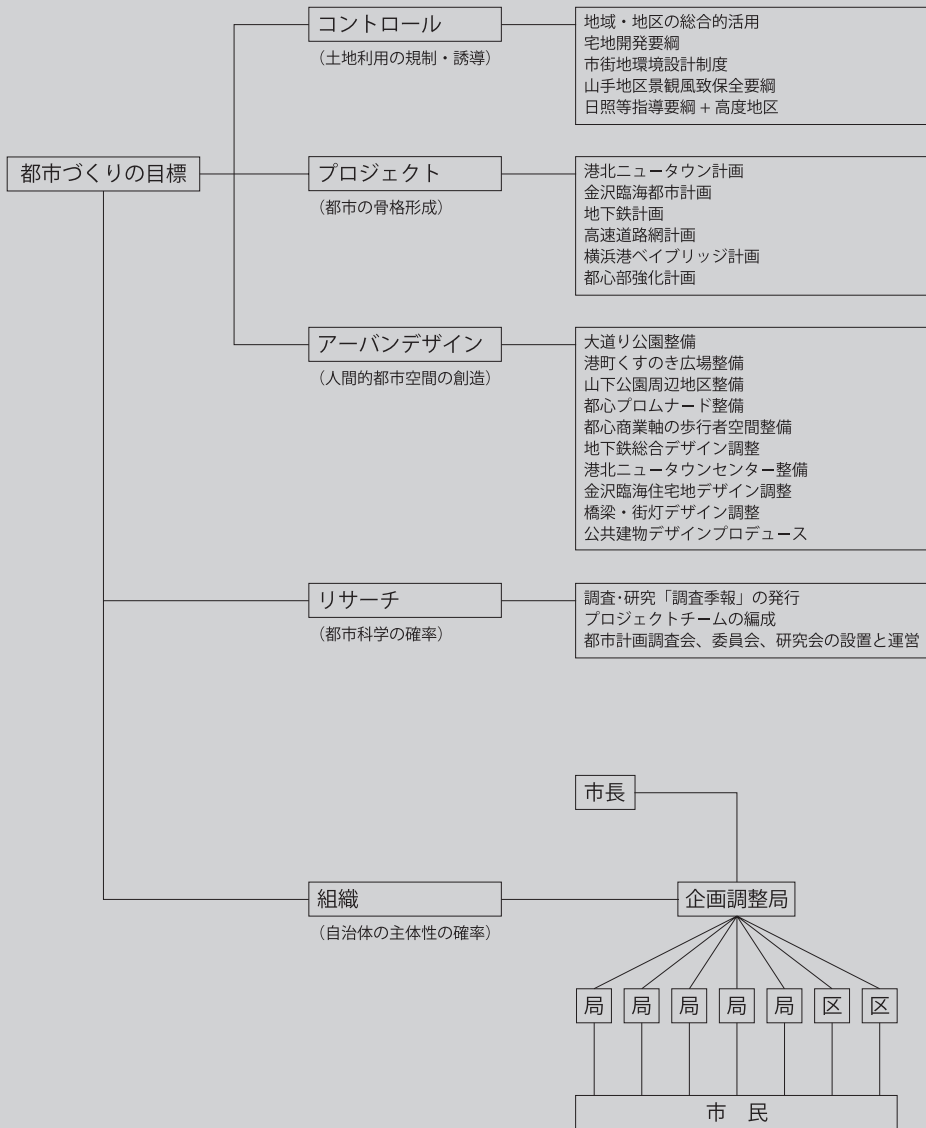 都市づくりの目標
コントロール
(土地利用の規制・誘導)
地域・地区の総合的活用
宅地開発要綱
市街地環境設計制度
山手地区景観風致保全要綱
日照等指導要綱 + 高度地区
プロジェクト
(都市の骨格形成)
港北ニュータウン計画
金沢臨海都市計画
地下鉄計画
高速道路網計画
横浜港ベイブリッジ計画
都心部強化計画
アーバンデザイン
(人間的都市空間の創造)
大道り公園整備
港町くすのき広場整備
山下公園周辺地区整備
都心プロムナード整備
都心商業軸の歩行者空間整備
地下鉄総合デザイン調整
港北ニュータウンセンター整備
金沢臨海住宅地デザイン調整
橋梁・街灯デザイン調整
公共建物デザインプロデュース
リサーチ
(都市科学の確率)
調査・研究「調査季報」の発行
プロジェクトチームの編成
都市計画調査会、委員会、研究会の設置と運営
組織
(自治体の主体性の確率)
市長
企画調整局
局 局 局 局 局 区 区
市 民